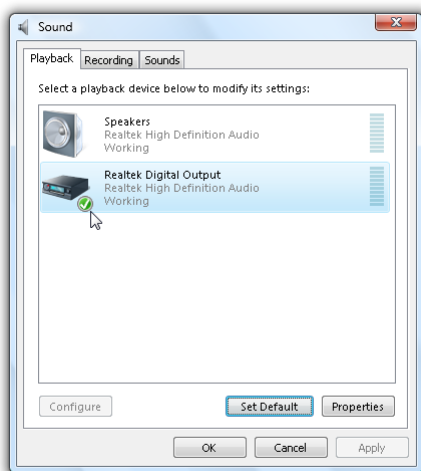 Sound
Playback Recording Sounds
Select a playback device below to modify its settings:
Speakers
Realtek High Definition Audio
Working
Realtek Digital Output
Realtek High Definition Audio
Working
Configure Set Default Properties
OK Cancel Apply